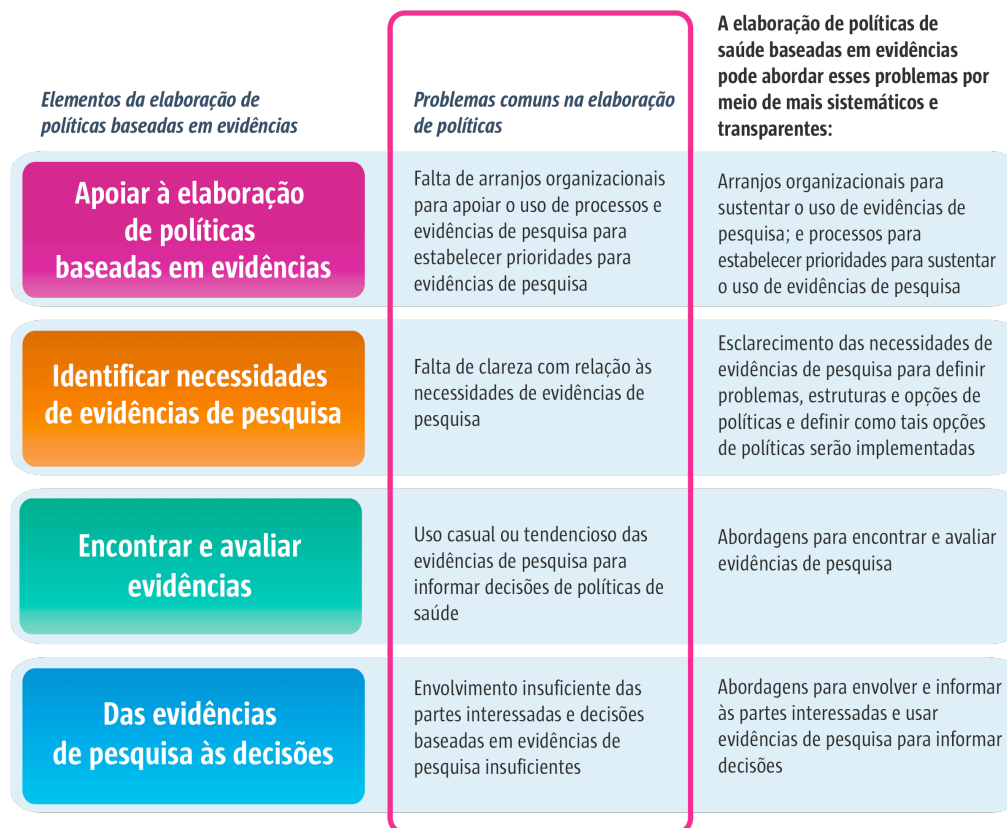 Elementos da elaboração de
políticas baseadas em evidências
Problemas comuns na elaboração
de políticas
A elaboração de políticas de
saúde baseadas em evidências
pode abordar esses problemas por
meio de mais sistemáticos e
transparentes:
Apoiar à elaboração
de políticas
baseadas em evidências
Falta de arranjos organizacionais
para apoiar o uso de processos e
evidências de pesquisa para
estabelecer prioridades para
evidências de pesquisa
Arranjos organizacionais para
sustentar o uso de evidências de
pesquisa; e processos para
estabelecer prioridades para sustentar
o uso de evidências de pesquisa
Identificar necessidades
de evidências de pesquisa
Falta de clareza com relação às
necessidades de evidências de
pesquisa
Esclarecimento das necessidades de
evidências de pesquisa para definir
problemas, estruturas e opções de
políticas e definir como tais opções
de políticas serão implementadas
Encontrar e avaliar
evidências
Uso casual ou tendencioso das
evidências de pesquisa para
informar decisões de políticas de
saúde
Abordagens para encontrar e avaliar
evidências de pesquisa
Das evidências
de pesquisa às decisões
Envolvimento insuficiente das
partes interessadas e decisões
baseadas em evidências de
pesquisa insuficientes
Abordagens para envolver e informar
às partes interessadas e usar
evidências de pesquisa para informar
decisões